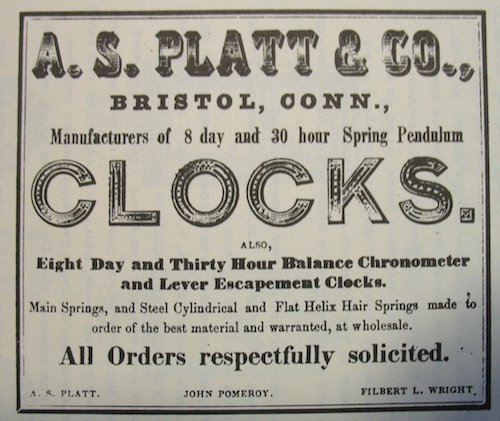 A. S. PLATT & CO.,
BRISTOL, CONN.,
Manufacturers of 8 day and 30 hour Spring Pendulum
CLOCKS.
ALSO,
Eight Day and Thirty Hour Balance Chronometer
and Lever Escapement Clocks.
Main Springs, and Steel Cylindrical and Flat Helix Hair Springs made to
order of the best material and warranted, at wholesale.
All Orders respectfully solicited.
A. S. PLATT. JOHN POMEROY. FILBERT L. WRIGHT.